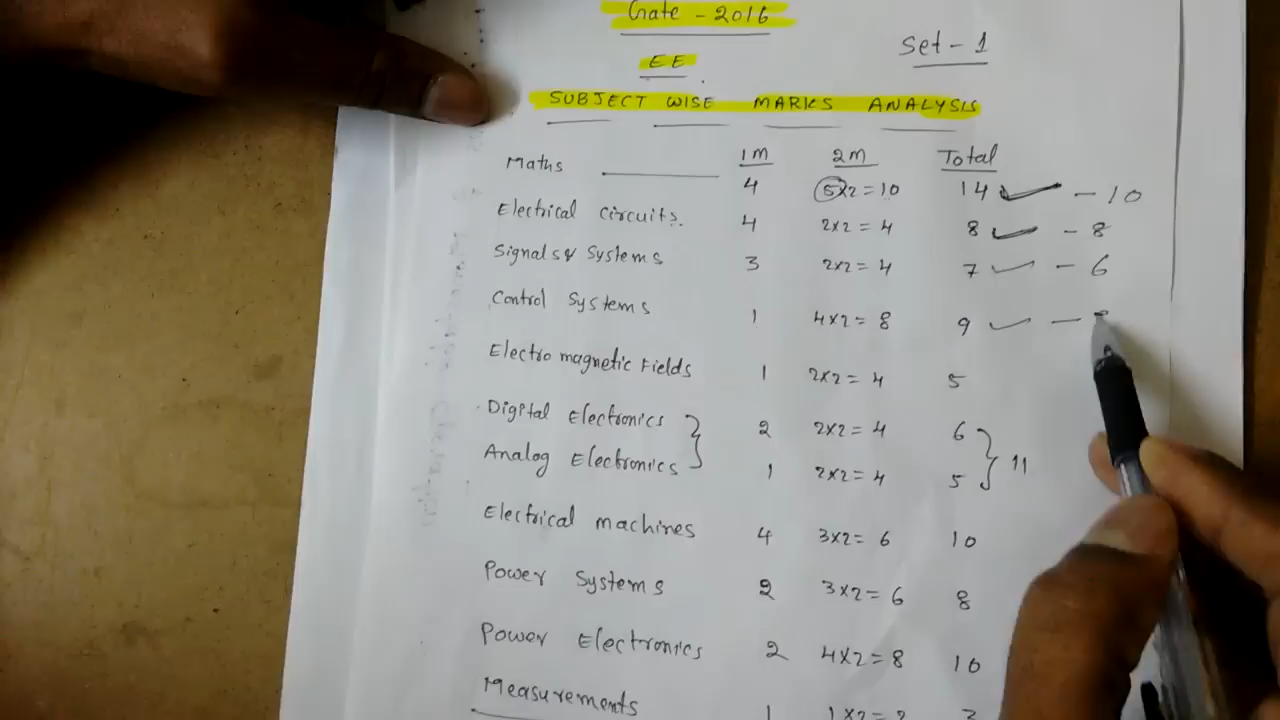 Gate - 2016
Set - 1
EE
SUBJECT WISE MARKS ANALYSIS
1M 2M Total
Maths 4 5x2=10 14 - 10
Electrical circuits. 4 2x2=4 8 - 8
Signals & Systems 3 2x2=4 7 - 6
Control Systems 1 4x2=8 9 -
Electro magnetic Fields 1 2x2=4 5
Digital Electronics 2 2x2=4 6
11
Analog Electronics 1 2x2=4 5
Electrical machines 4 3x2=6 10
Power Systems 2 3x2=6 8
Power Electronics 2 4x2=8 10
Measurements 1 1x2=2 3